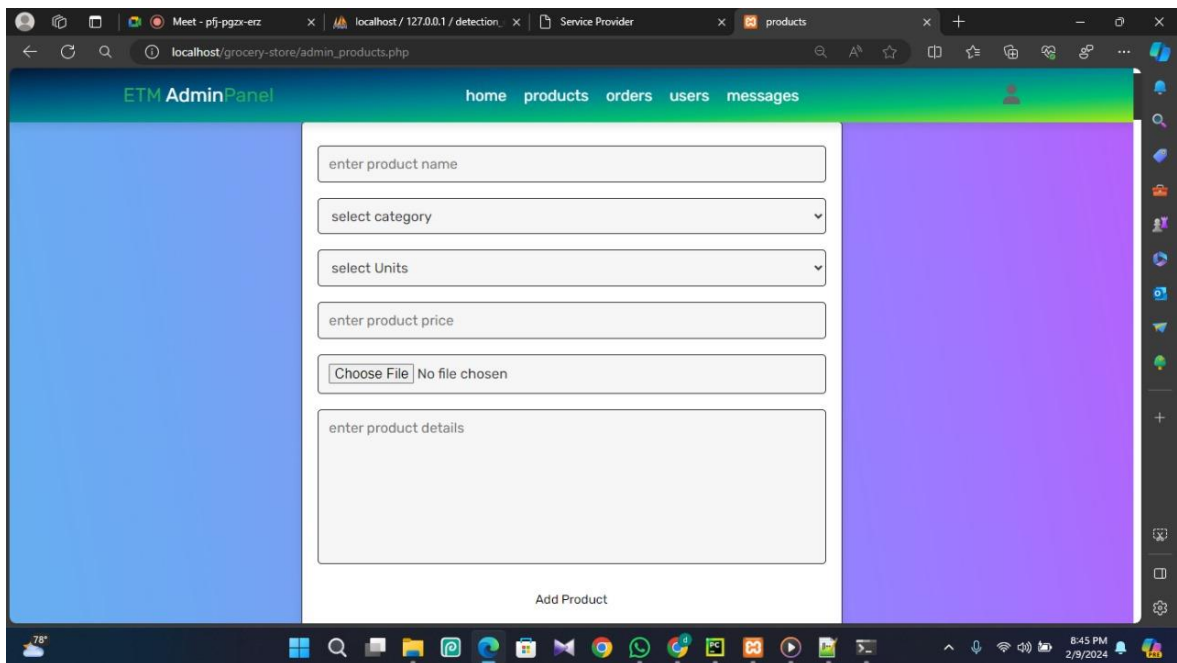 Meet - pfj-pgzx-erz
localhost / 127.0.0.1 / detection_
Service Provider
products
localhost/grocery-store/admin_products.php
ETM AdminPanel
home products orders users messages
enter product name
select category
select Units
enter product price
Choose File No file chosen
enter product details
Add Product
78°
8:45 PM
2/9/2024